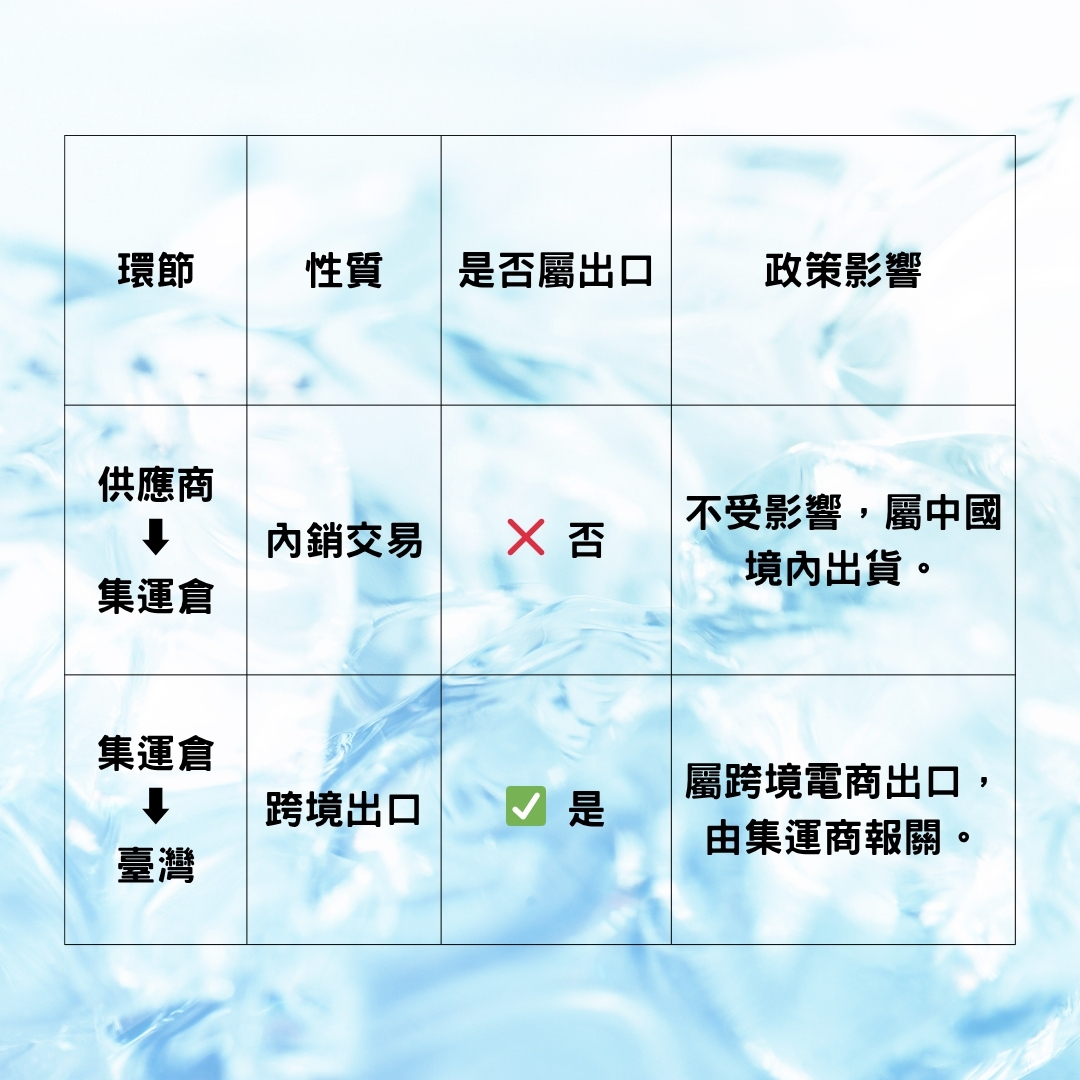 環節
性質
是否屬出口
政策影響
供應商
⬇
集運倉
內銷交易
❌ 否
不受影響，屬中國
境內出貨。
集運倉
⬇
臺灣
跨境出口
✅ 是
屬跨境電商出口，
由集運商報關。